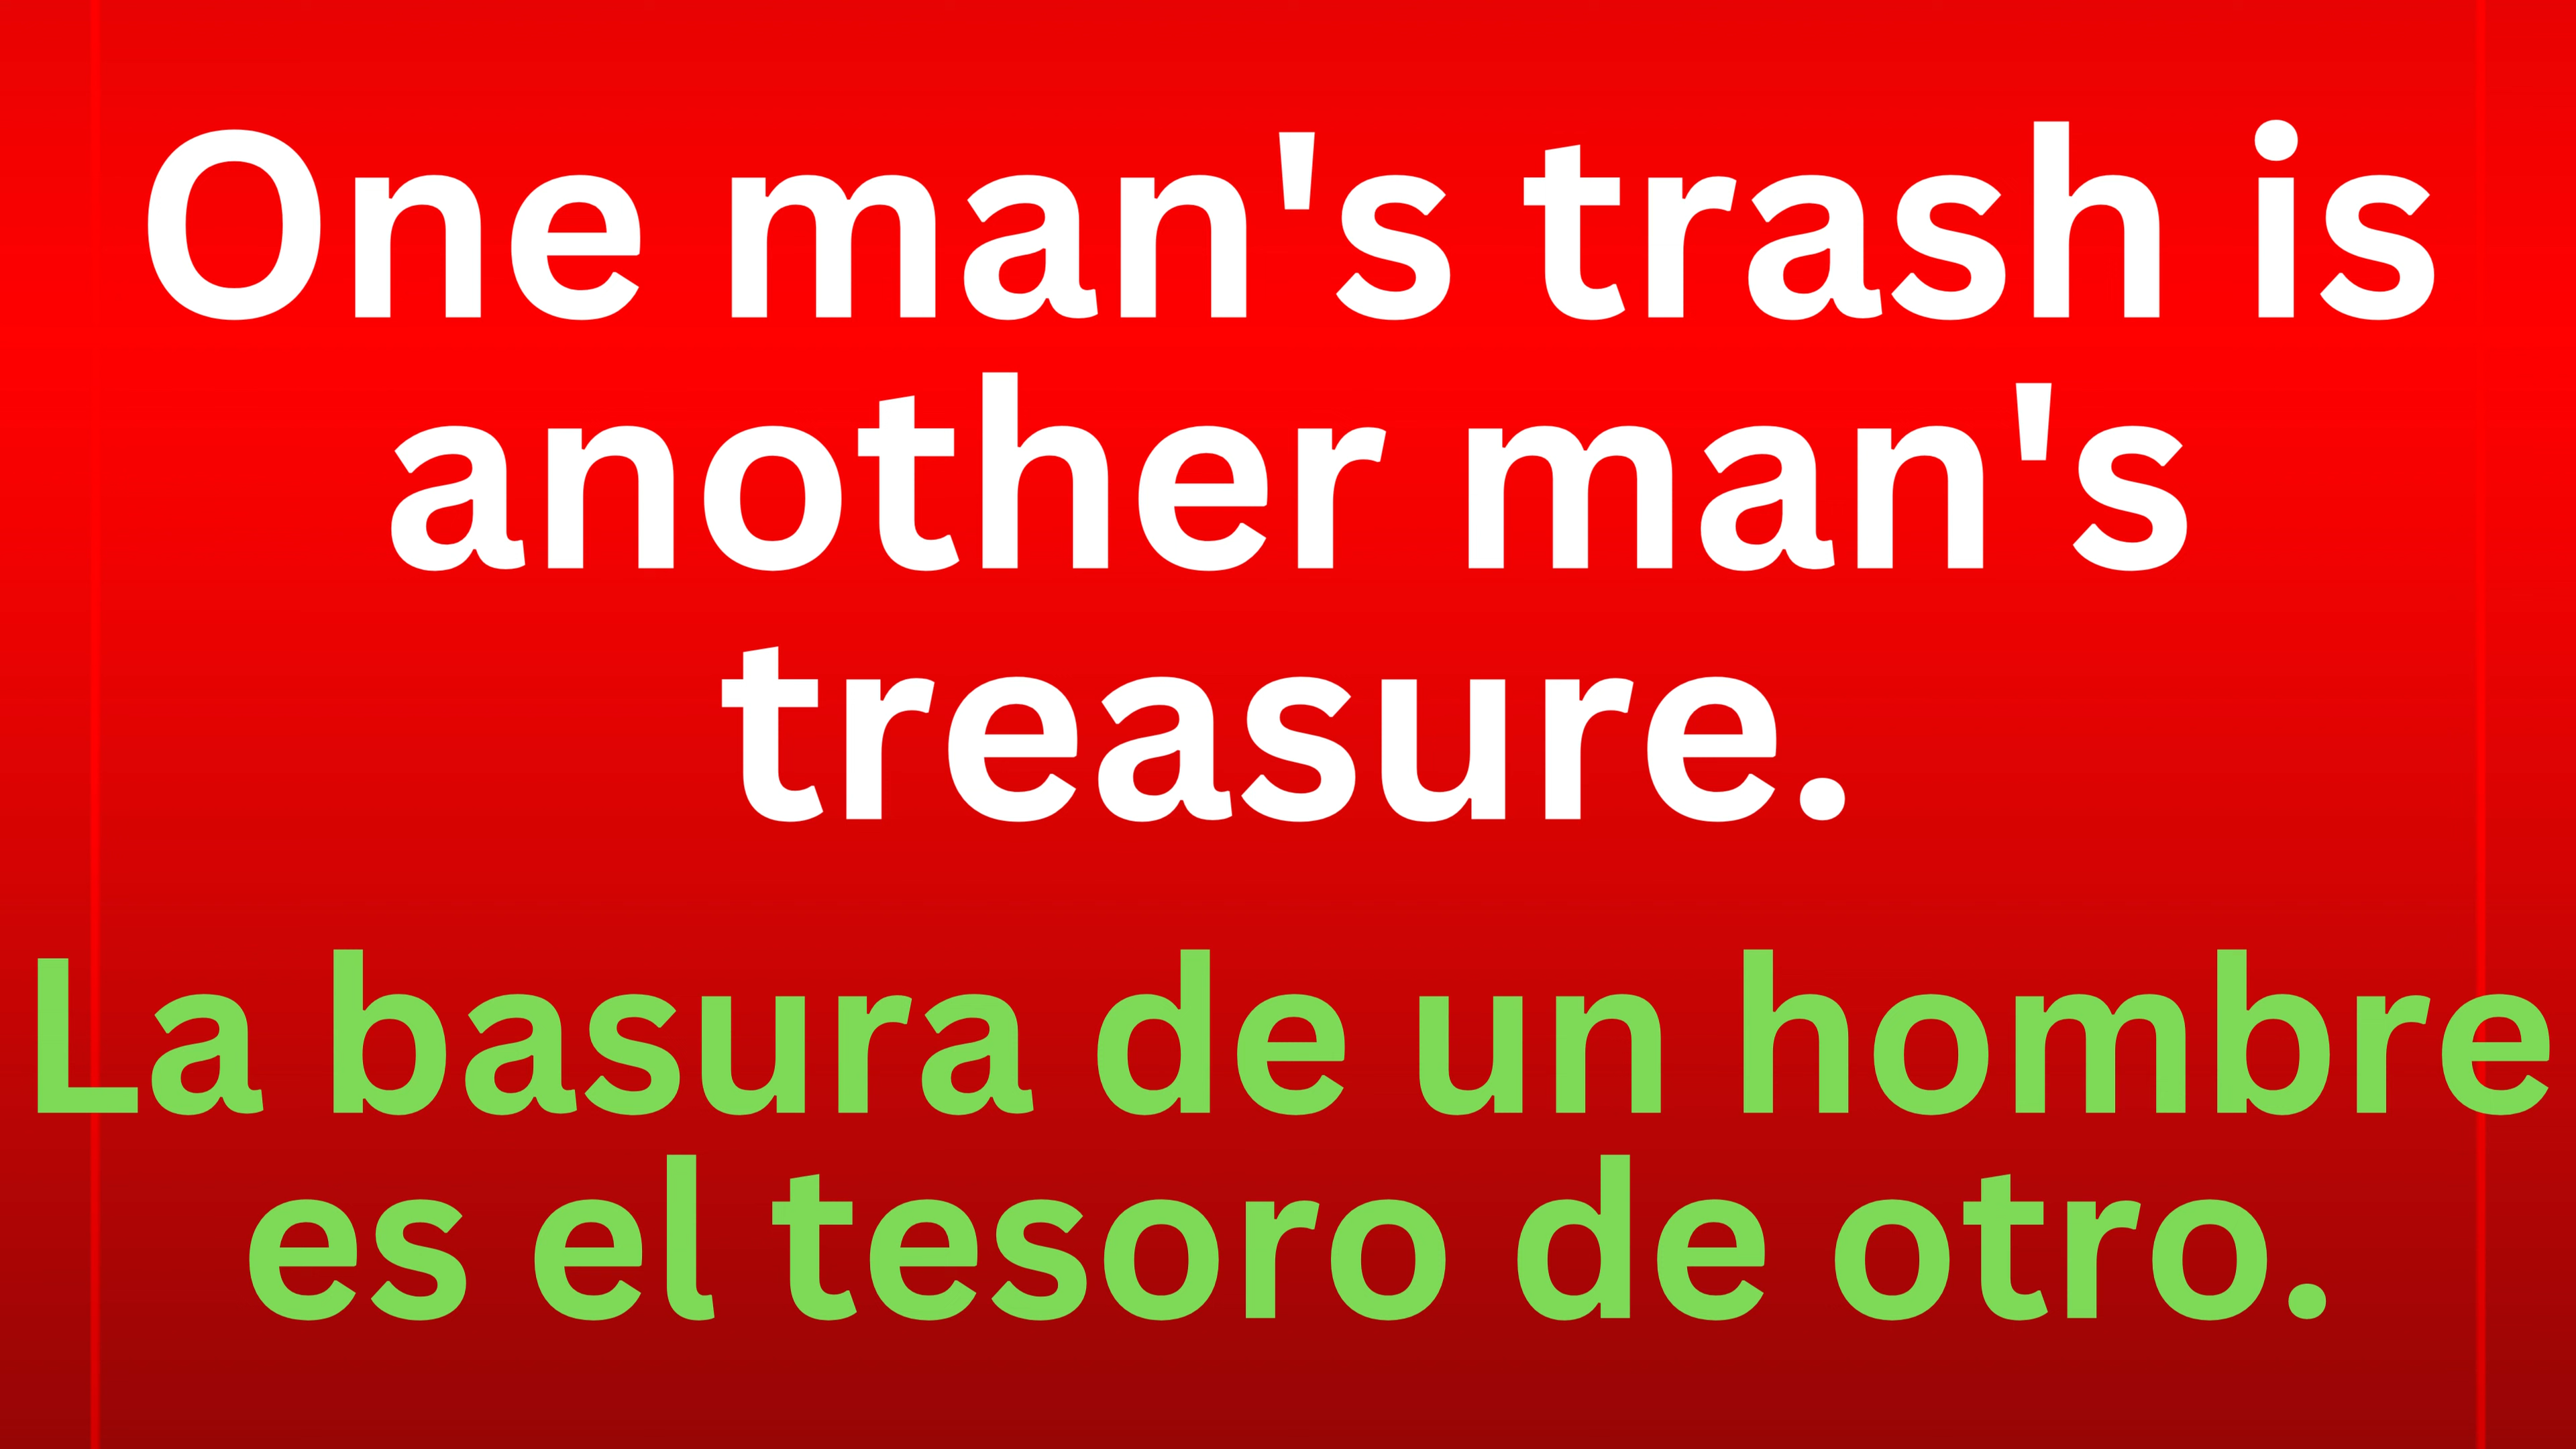 One man's trash is
another man's
treasure.
La basura de un hombre
es el tesoro de otro.